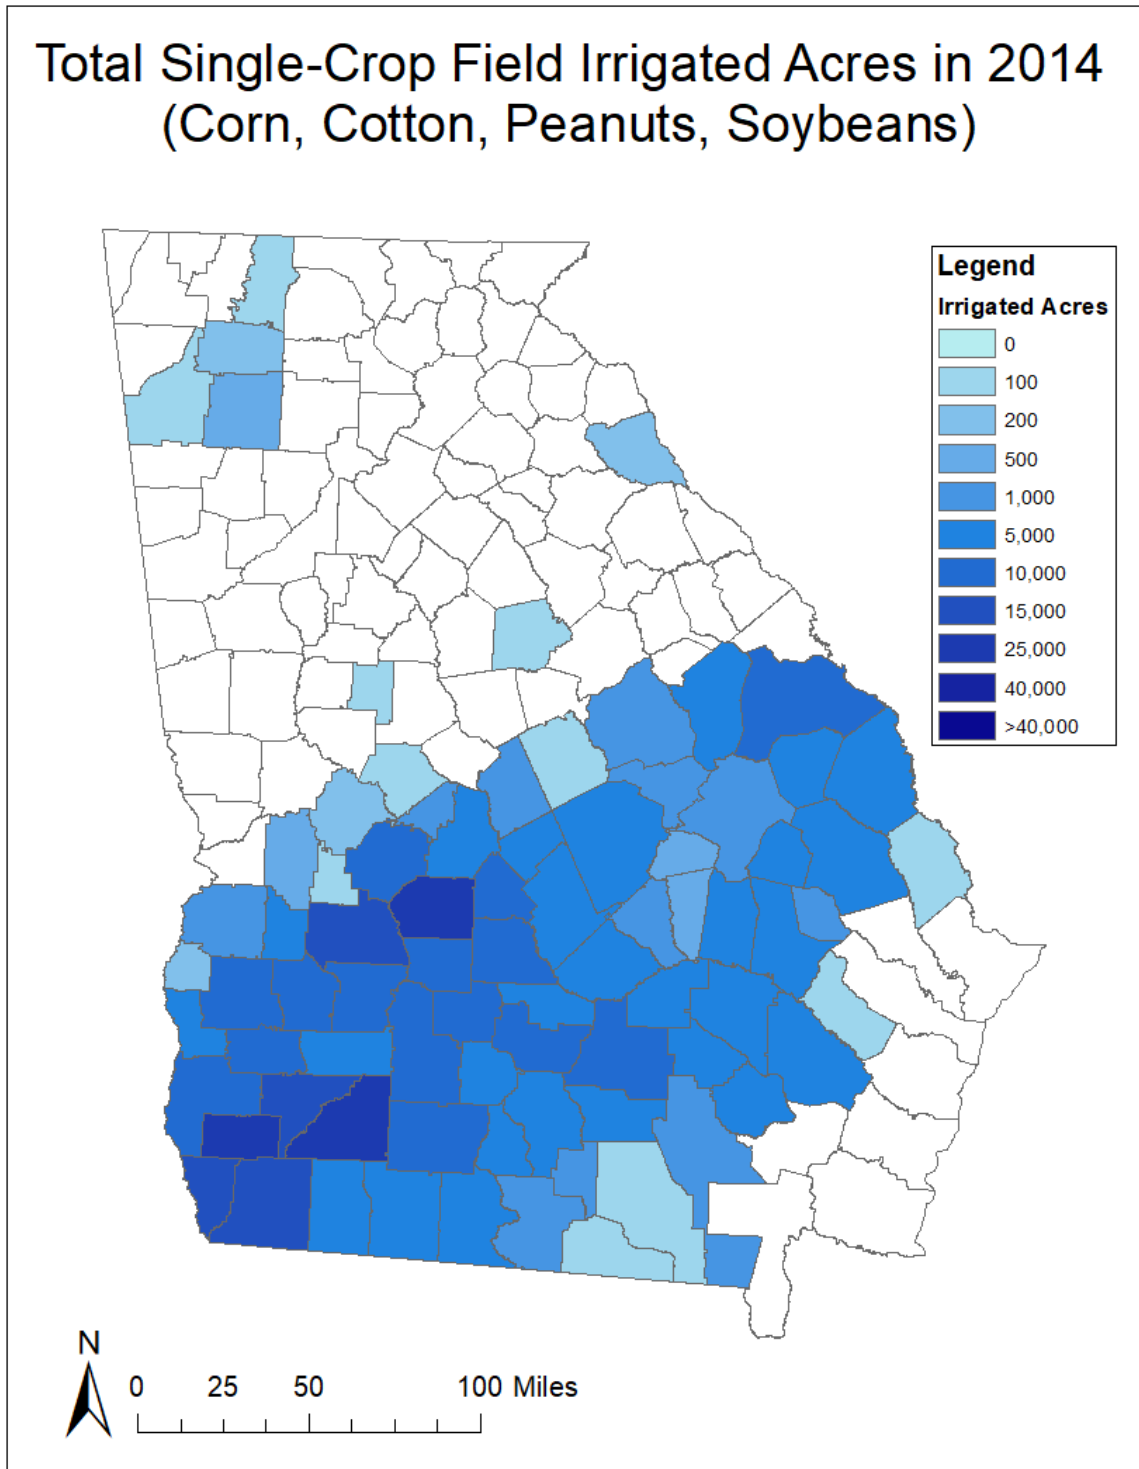 Total Single-Crop Field Irrigated Acres in 2014
(Corn, Cotton, Peanuts, Soybeans)
Legend
Irrigated Acres
0
100
200
500
1,000
5,000
10,000
15,000
25,000
40,000
>40,000
N
0 25 50 100 Miles